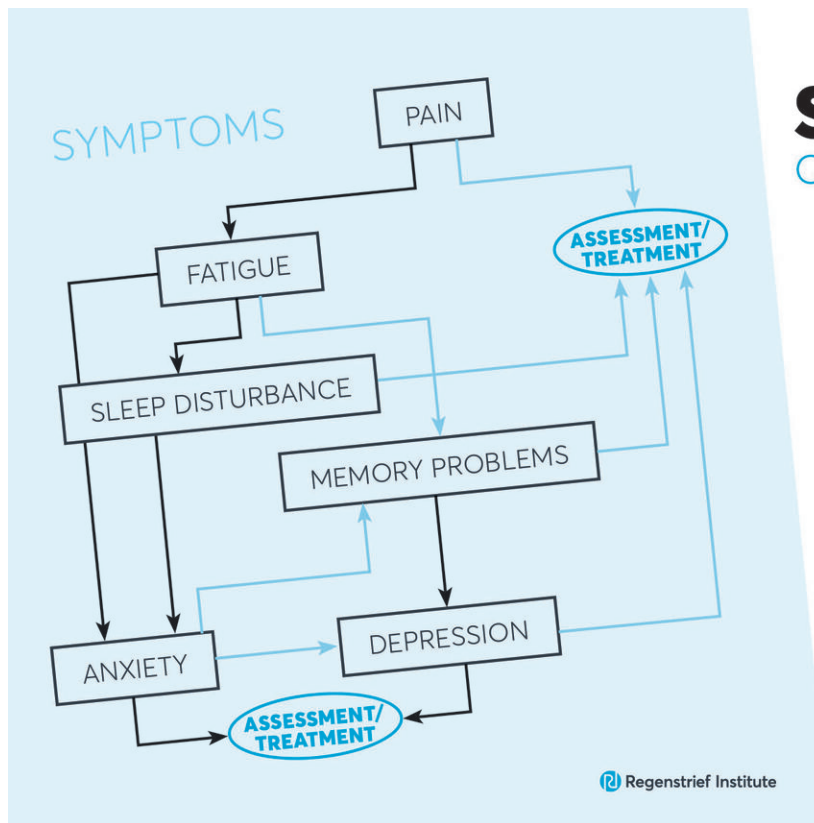 SYMPTOMS
PAIN
ASSESSMENT/
TREATMENT
FATIGUE
SLEEP DISTURBANCE
MEMORY PROBLEMS
DEPRESSION
ANXIETY
ASSESSMENT/
TREATMENT
Regenstrief Institute